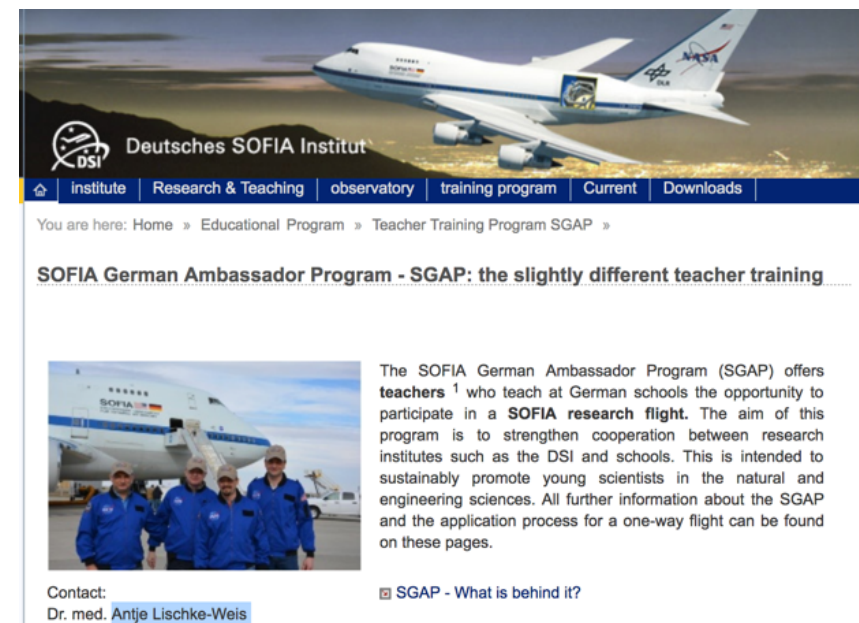 NASA
DLR
SOFIA
DSI Deutsches SOFIA Institut
institute Research & Teaching observatory training program Current Downloads
You are here: Home » Educational Program » Teacher Training Program SGAP »
SOFIA German Ambassador Program - SGAP: the slightly different teacher training
The SOFIA German Ambassador Program (SGAP) offers
teachers 1 who teach at German schools the opportunity to
participate in a SOFIA research flight. The aim of this
program is to strengthen cooperation between research
institutes such as the DSI and schools. This is intended to
sustainably promote young scientists in the natural and
engineering sciences. All further information about the SGAP
and the application process for a one-way flight can be found
on these pages.
SOFIA
Contact:
Dr. med. Antje Lischke-Weis
SGAP - What is behind it?